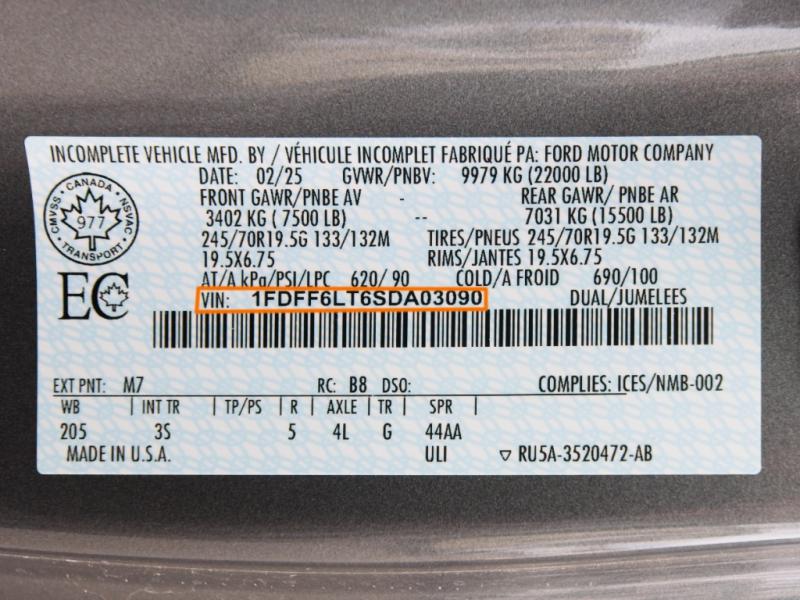 INCOMPLETE VEHICLE MFD. BY / VÉHICULE INCOMPLET FABRIQUÉ PA: FORD MOTOR COMPANY
DATE: 02/25 GVWR/PNBV: 9979 KG (22000 LB)
FRONT GAWR/PNBE AV - REAR GAWR/ PNBE AR
3402 KG ( 7500 LB) -- 7031 KG (15500 LB)
245/70R19.5G 133/132M TIRES/PNEUS 245/70R19.5G 133/132M
19.5X6.75 RIMS/JANTES 19.5X6.75
AT/A kPa/PSI/LPC 620/ 90 COLD/A FROID 690/100
VIN: 1FDFF6LT6SDA03090 DUAL/JUMELEES
CANADA
CMVSS 977 NSVAC
TRANSPORT
EC
EXT PNT: M7 RC: B8 DSO: COMPLIES: ICES/NMB-002
WB | INT TR | TP/PS | R | AXLE | TR | SPR |
205 3S 5 4L G 44AA
MADE IN U.S.A. ULI ▽ RU5A-3520472-AB